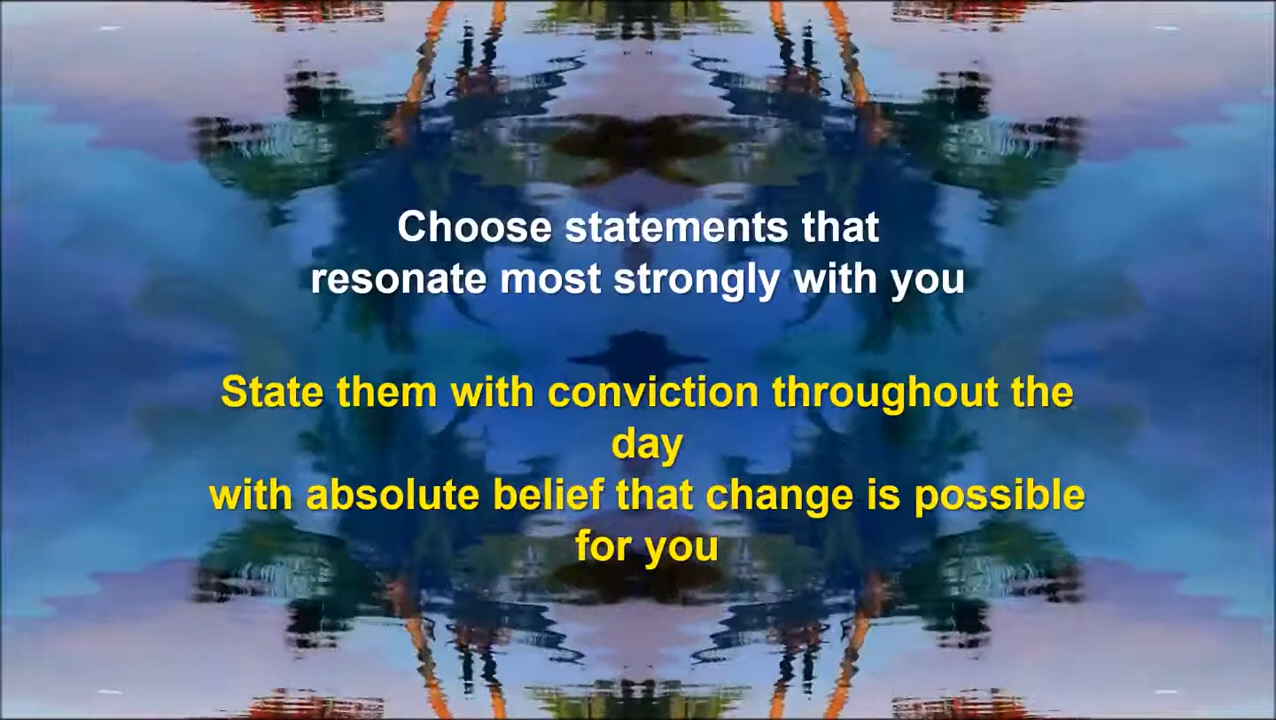 Choose statements that
resonate most strongly with you
State them with conviction throughout the
day
with absolute belief that change is possible
for you